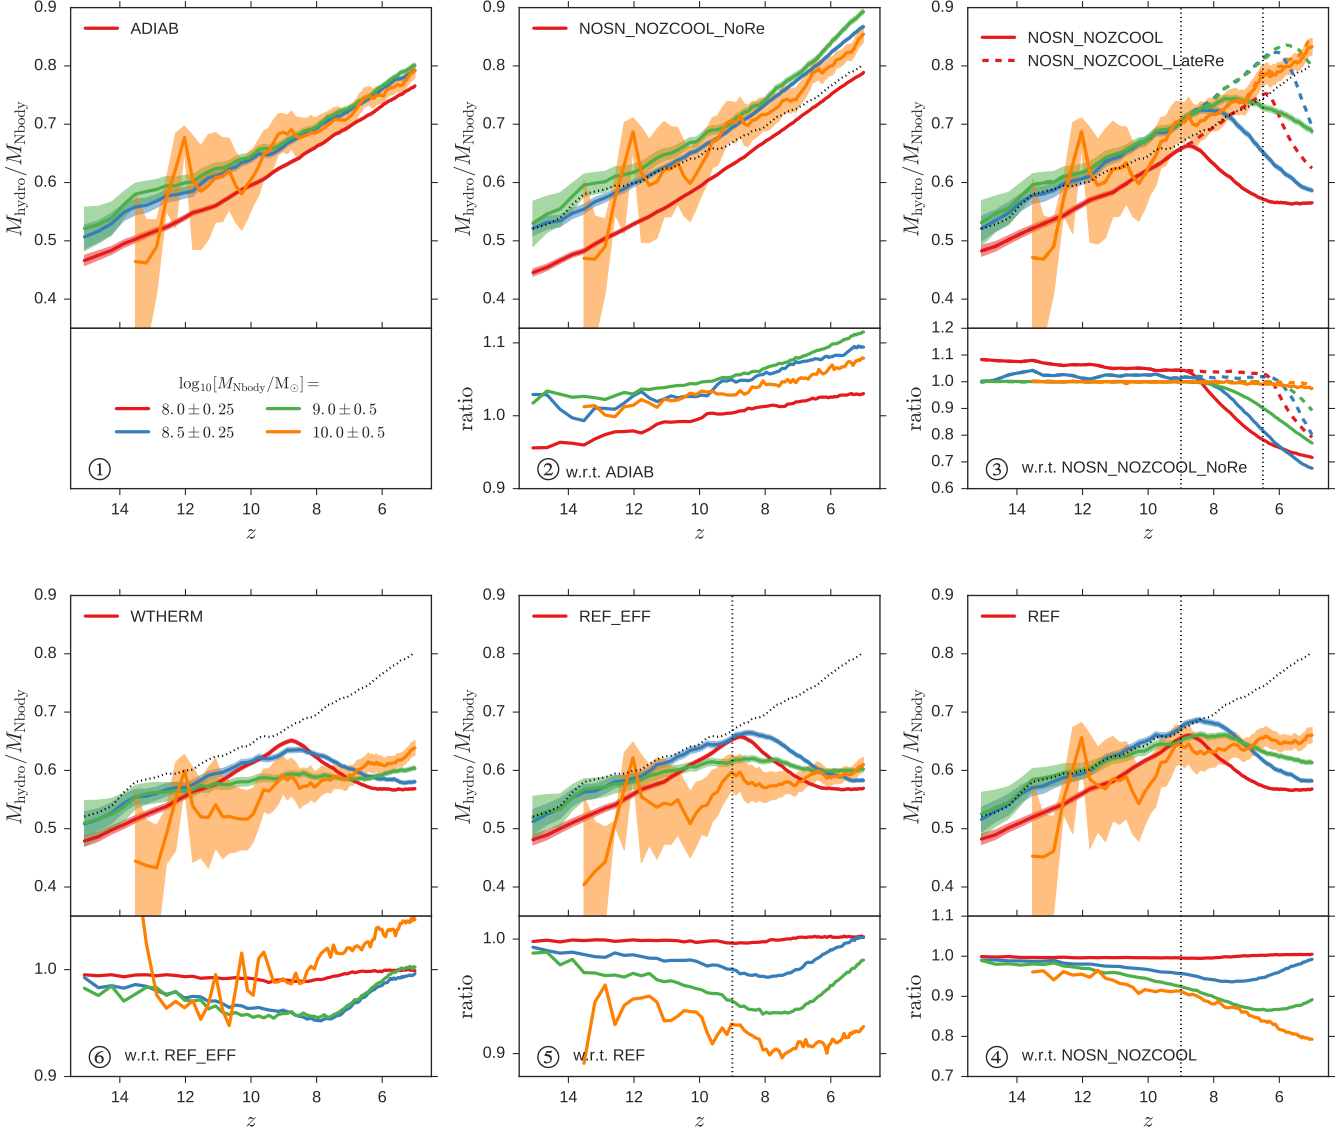 ADIAB
0.9
0.8
0.7
0.6
0.5
0.4
M_hydro/M_Nbody
log₁₀[M_Nbody/M_⊙] =
8.0 ± 0.25
9.0 ± 0.5
8.5 ± 0.25
10.0 ± 0.5
①
14 12 10 8 6
z
NOSN_NOZCOOL_NoRe
0.9
0.8
0.7
0.6
0.5
0.4
M_hydro/M_Nbody
1.1
1.0
0.9
ratio
② w.r.t. ADIAB
14 12 10 8 6
z
NOSN_NOZCOOL
NOSN_NOZCOOL_LateRe
0.9
0.8
0.7
0.6
0.5
0.4
M_hydro/M_Nbody
1.2
1.1
1.0
0.9
0.8
0.7
0.6
ratio
③ w.r.t. NOSN_NOZCOOL_NoRe
14 12 10 8 6
z
WTHERM
0.9
0.8
0.7
0.6
0.5
0.4
M_hydro/M_Nbody
1.0
0.9
⑥ w.r.t. REF_EFF
14 12 10 8 6
z
REF_EFF
0.9
0.8
0.7
0.6
0.5
0.4
M_hydro/M_Nbody
1.0
0.9
ratio
⑤ w.r.t. REF
14 12 10 8 6
z
REF
0.9
0.8
0.7
0.6
0.5
0.4
M_hydro/M_Nbody
1.1
1.0
0.9
0.8
0.7
ratio
④ w.r.t. NOSN_NOZCOOL
14 12 10 8 6
z